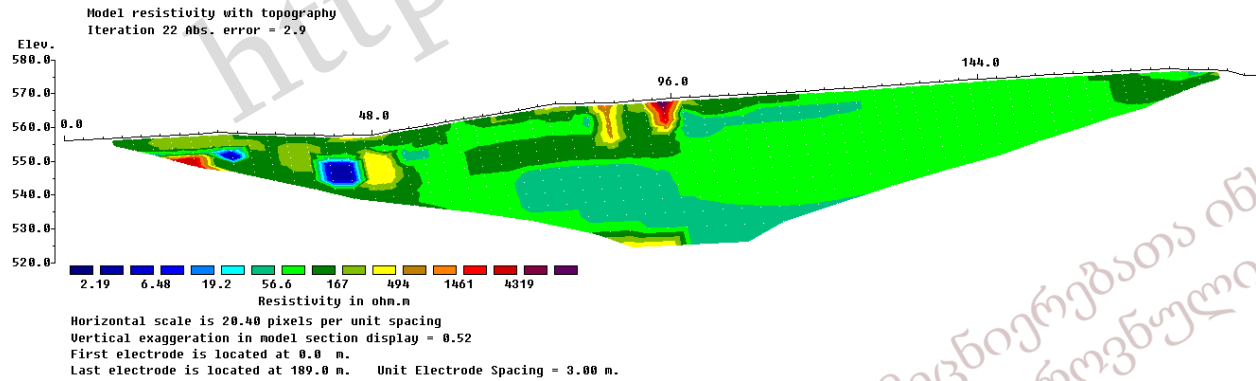 Model resistivity with topography
Iteration 22 Abs. error = 2.9
Elev.
580.0
570.0
560.0
550.0
540.0
530.0
520.0
0.0
48.0
96.0
144.0
2.19 6.48 19.2 56.6 167 494 1461 4319
Resistivity in ohm.m
Horizontal scale is 20.40 pixels per unit spacing
Vertical exaggeration in model section display = 0.52
First electrode is located at 0.0 m.
Last electrode is located at 189.0 m. Unit Electrode Spacing = 3.00 m.
http